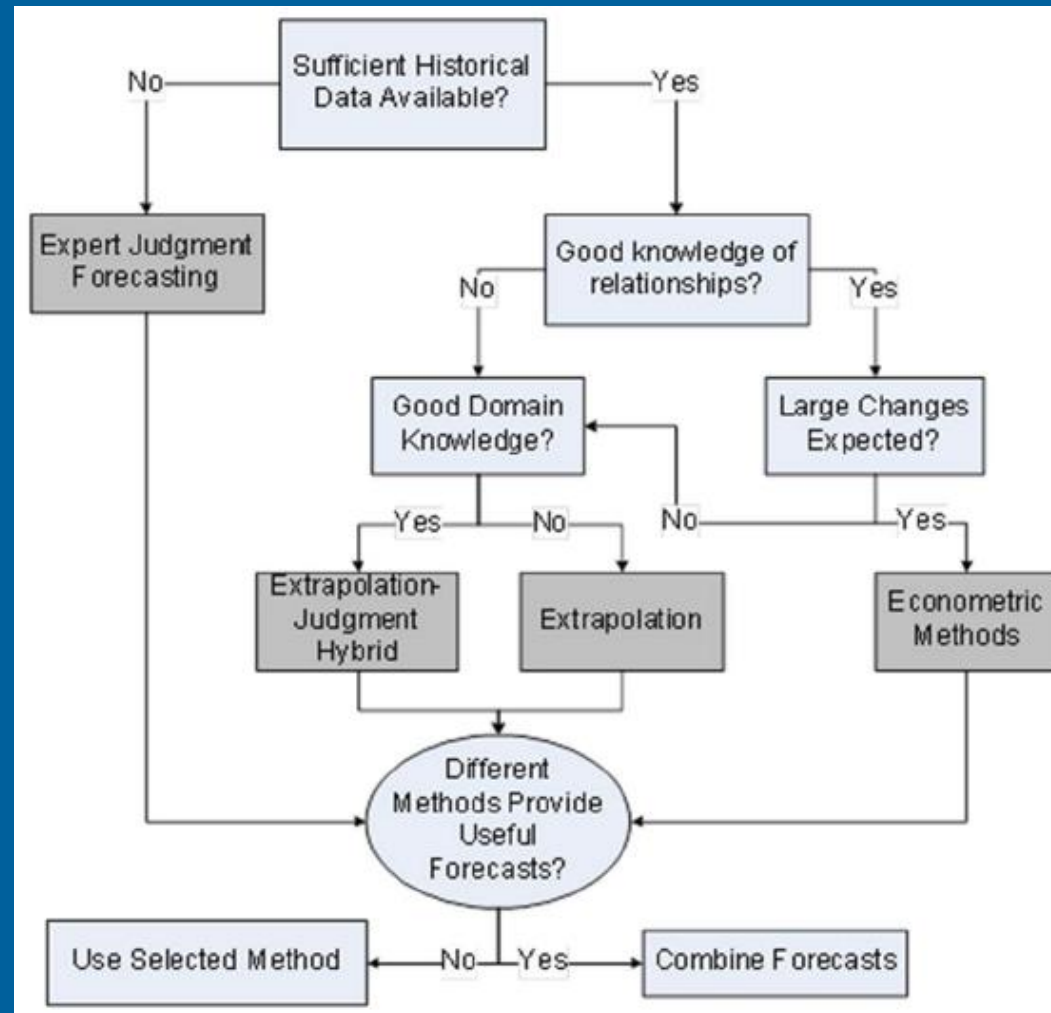 Sufficient Historical
Data Available?
No
Yes
Expert Judgment
Forecasting
Good knowledge of
relationships?
No
Yes
Good Domain
Knowledge?
Large Changes
Expected?
Yes
No
No
Yes
Extrapolation-
Judgment
Hybrid
Extrapolation
Econometric
Methods
Different
Methods Provide
Useful
Forecasts?
Use Selected Method
No
Yes
Combine Forecasts